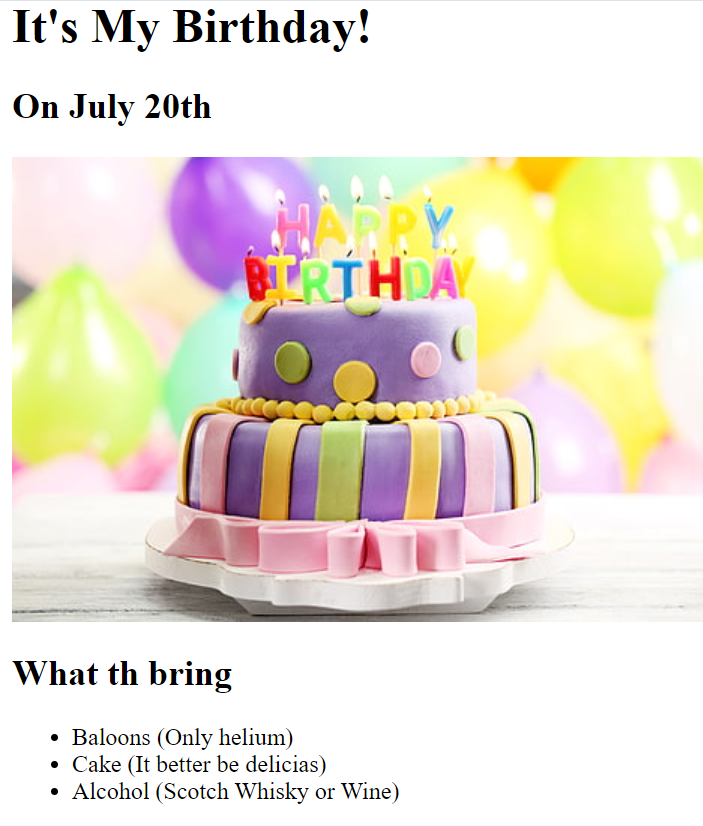 It's My Birthday!
On July 20th
HAPPY
BIRTHDAY
What th bring
Baloons (Only helium)
Cake (It better be delicias)
Alcohol (Scotch Whisky or Wine)